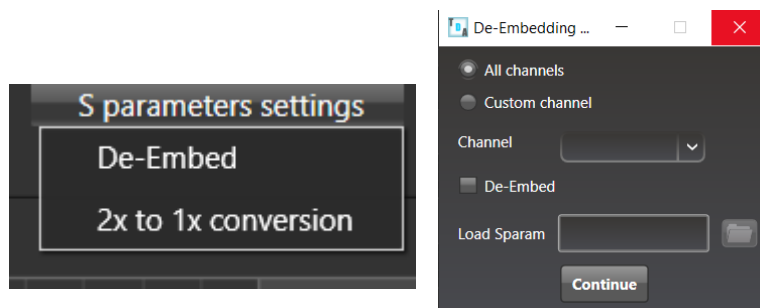 S parameters settings
De-Embed
2x to 1x conversion
TDA De-Embedding ...
All channels
Custom channel
Channel
De-Embed
Load Sparam
Continue